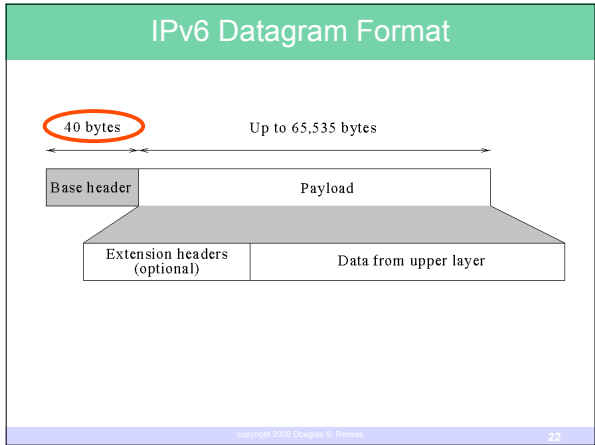 IPv6 Datagram Format
40 bytes
Up to 65,535 bytes
Base header
Payload
Extension headers
(optional)
Data from upper layer
copyright 2005 Douglas S. Reeves
22